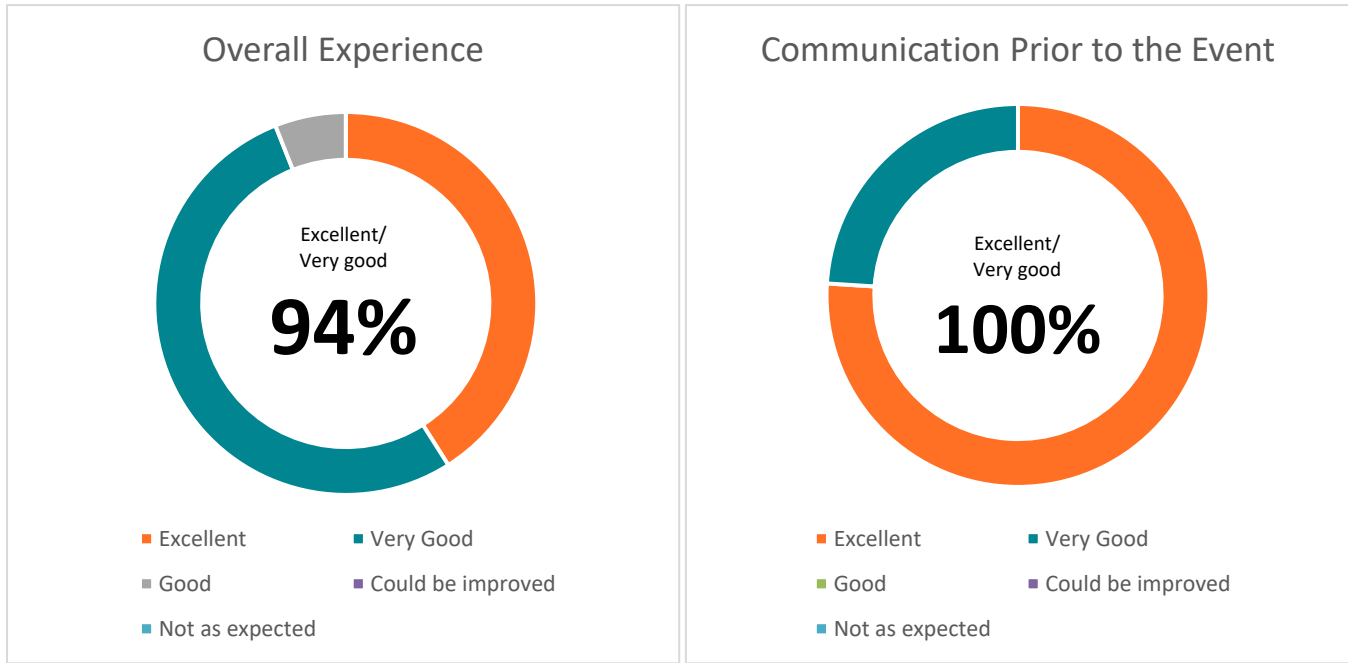 Overall Experience
Excellent/
Very good
94%
Excellent
Very Good
Good
Could be improved
Not as expected
Communication Prior to the Event
Excellent/
Very good
100%
Excellent
Very Good
Good
Could be improved
Not as expected